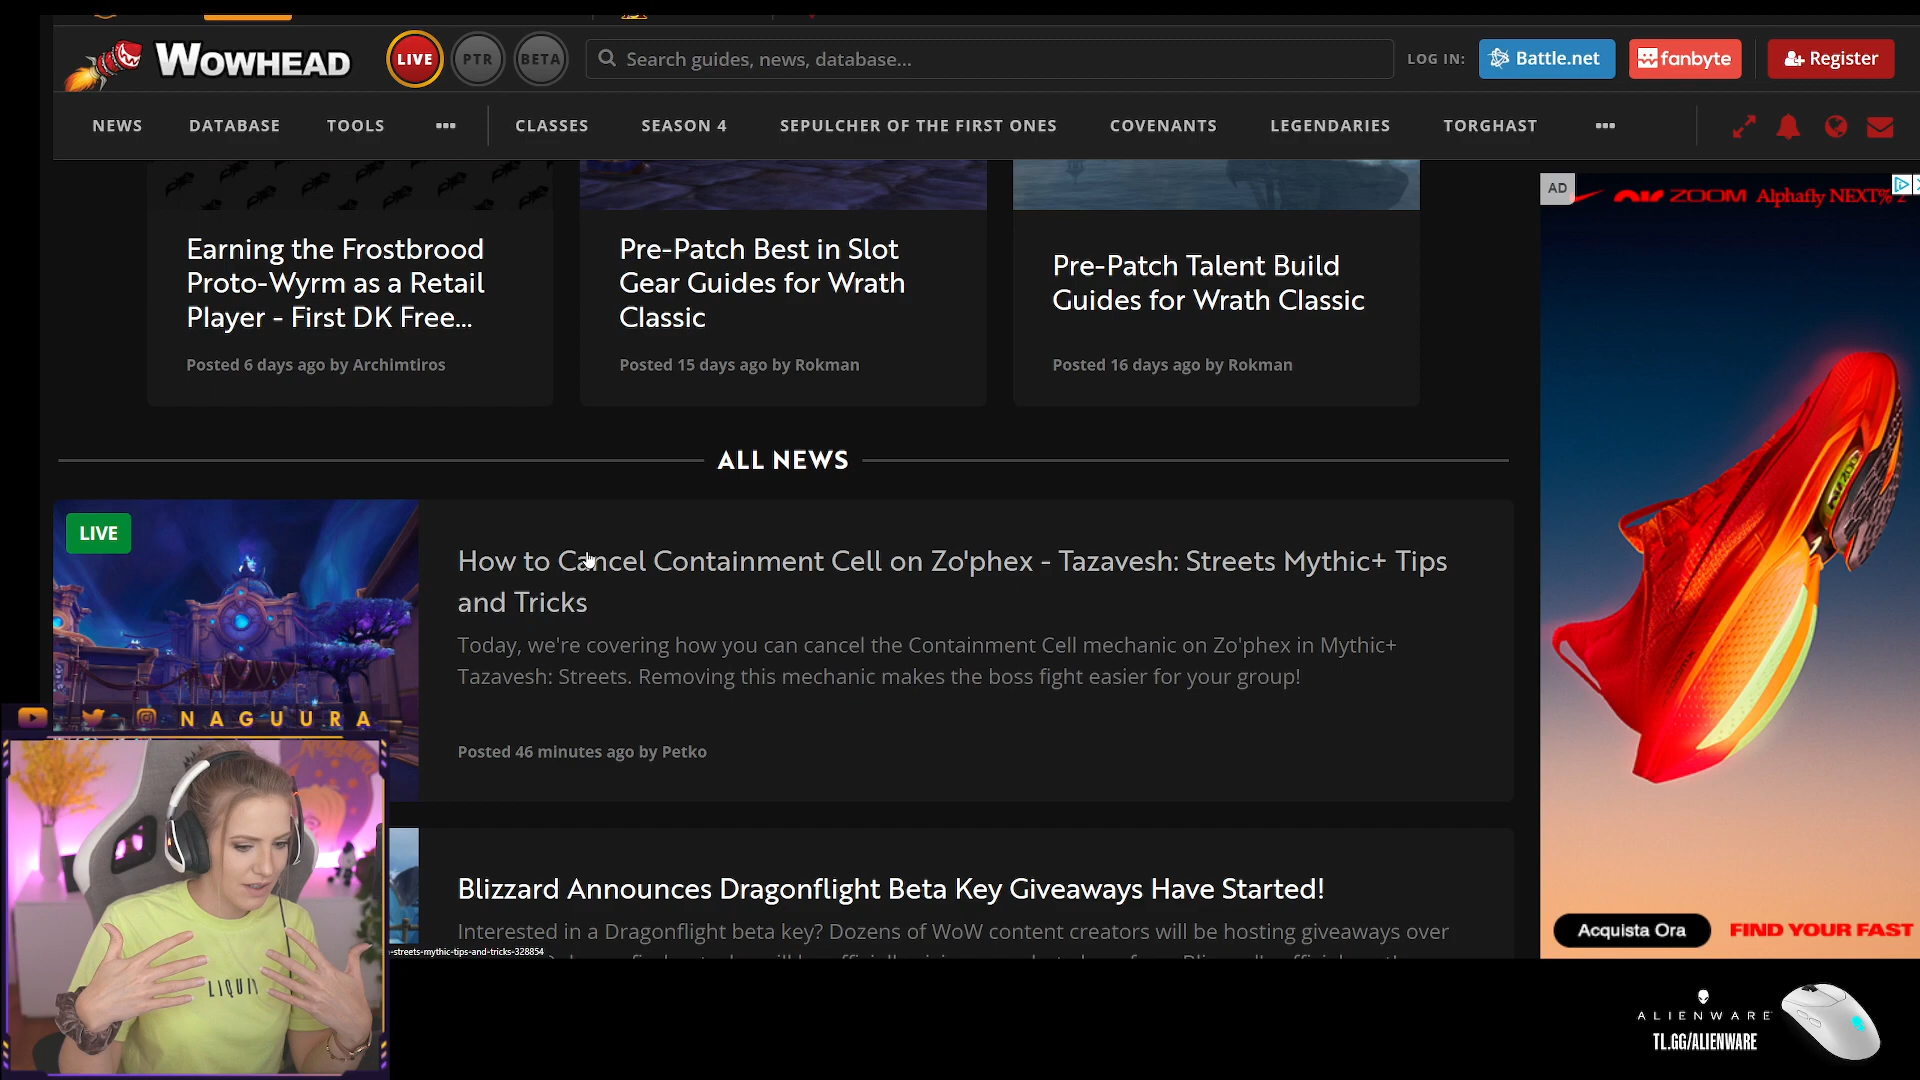 WOWHEAD
LIVE
PTR
BETA
Search guides, news, database...
LOG IN:
Battle.net
fanbyte
Register
NEWS
DATABASE
TOOLS
CLASSES
SEASON 4
SEPULCHER OF THE FIRST ONES
COVENANTS
LEGENDARIES
TORGHAST
Earning the Frostbrood
Proto-Wyrm as a Retail
Player - First DK Free...
Posted 6 days ago by Archimtiros
Pre-Patch Best in Slot
Gear Guides for Wrath
Classic
Posted 15 days ago by Rokman
Pre-Patch Talent Build
Guides for Wrath Classic
Posted 16 days ago by Rokman
AD
ZOOM Alphafly NEXT% 2
ALL NEWS
LIVE
How to Cancel Containment Cell on Zo'phex - Tazavesh: Streets Mythic+ Tips
and Tricks
Today, we're covering how you can cancel the Containment Cell mechanic on Zo'phex in Mythic+
Tazavesh: Streets. Removing this mechanic makes the boss fight easier for your group!
Posted 46 minutes ago by Petko
NAGUURA
Blizzard Announces Dragonflight Beta Key Giveaways Have Started!
Interested in a Dragonflight beta key? Dozens of WoW content creators will be hosting giveaways over
-streets-mythic-tips-and-tricks-328854
LIQUI
Acquista Ora
FIND YOUR FAST
ALIENWARE
TL.GG/ALIENWARE